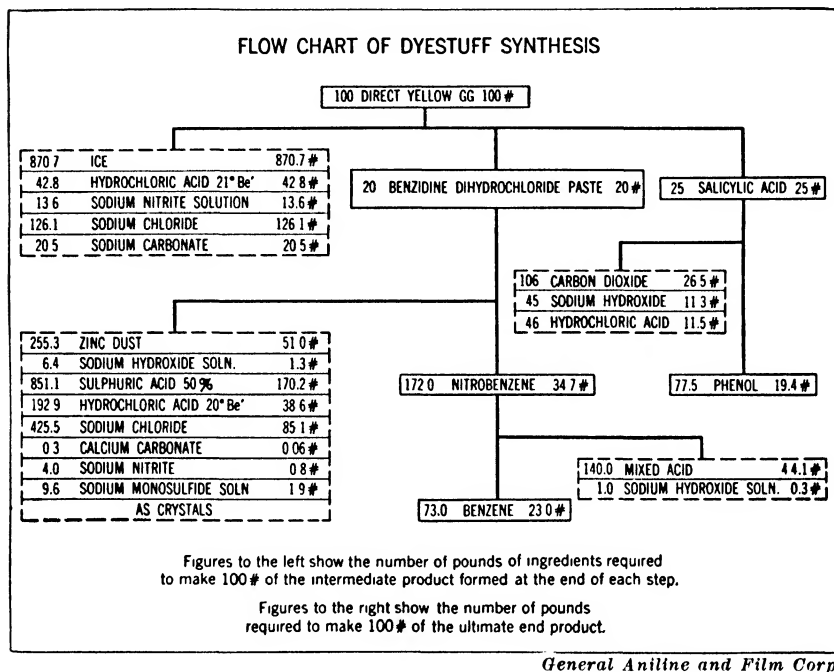 FLOW CHART OF DYESTUFF SYNTHESIS
100 DIRECT YELLOW GG 100#
870 7 ICE 870.7#
42.8 HYDROCHLORIC ACID 21° Be' 42 8#
13 6 SODIUM NITRITE SOLUTION 13.6#
126.1 SODIUM CHLORIDE 126 1#
20 5 SODIUM CARBONATE 20 5#
20 BENZIDINE DIHYDROCHLORIDE PASTE 20#
25 SALICYLIC ACID 25#
106 CARBON DIOXIDE 26 5#
45 SODIUM HYDROXIDE 11 3#
46 HYDROCHLORIC ACID 11.5#
255.3 ZINC DUST 51 0#
6.4 SODIUM HYDROXIDE SOLN. 1.3#
851.1 SULPHURIC ACID 50% 170.2#
192 9 HYDROCHLORIC ACID 20° Be' 38 6#
425.5 SODIUM CHLORIDE 85 1#
0 3 CALCIUM CARBONATE 0 06#
4.0 SODIUM NITRITE 0 8#
9.6 SODIUM MONOSULFIDE SOLN 1 9#
AS CRYSTALS
172 0 NITROBENZENE 34 7#
77.5 PHENOL 19.4#
140.0 MIXED ACID 4 4.1#
1.0 SODIUM HYDROXIDE SOLN. 0.3#
73.0 BENZENE 23 0#
Figures to the left show the number of pounds of ingredients required
to make 100# of the intermediate product formed at the end of each step.
Figures to the right show the number of pounds
required to make 100# of the ultimate end product.
General Aniline and Film Corp